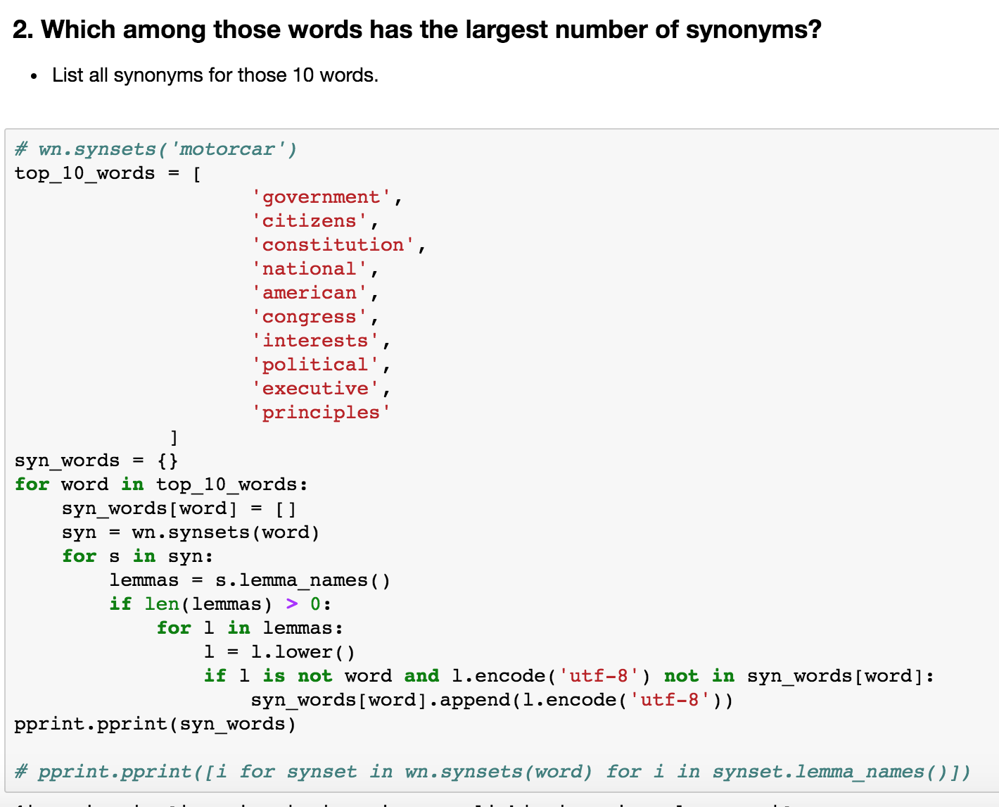 2. Which among those words has the largest number of synonyms?
• List all synonyms for those 10 words.
# wn.synsets('motorcar')
top_10_words = [
'government',
'citizens',
'constitution',
'national',
'american',
'congress',
'interests',
'political',
'executive',
'principles'
]
syn_words = {}
for word in top_10_words:
    syn_words[word] = []
    syn = wn.synsets(word)
    for s in syn:
        lemmas = s.lemma_names()
        if len(lemmas) > 0:
            for l in lemmas:
                l = l.lower()
                if l is not word and l.encode('utf-8') not in syn_words[word]:
                    syn_words[word].append(l.encode('utf-8'))
pprint.pprint(syn_words)
# pprint.pprint([i for synset in wn.synsets(word) for i in synset.lemma_names()])